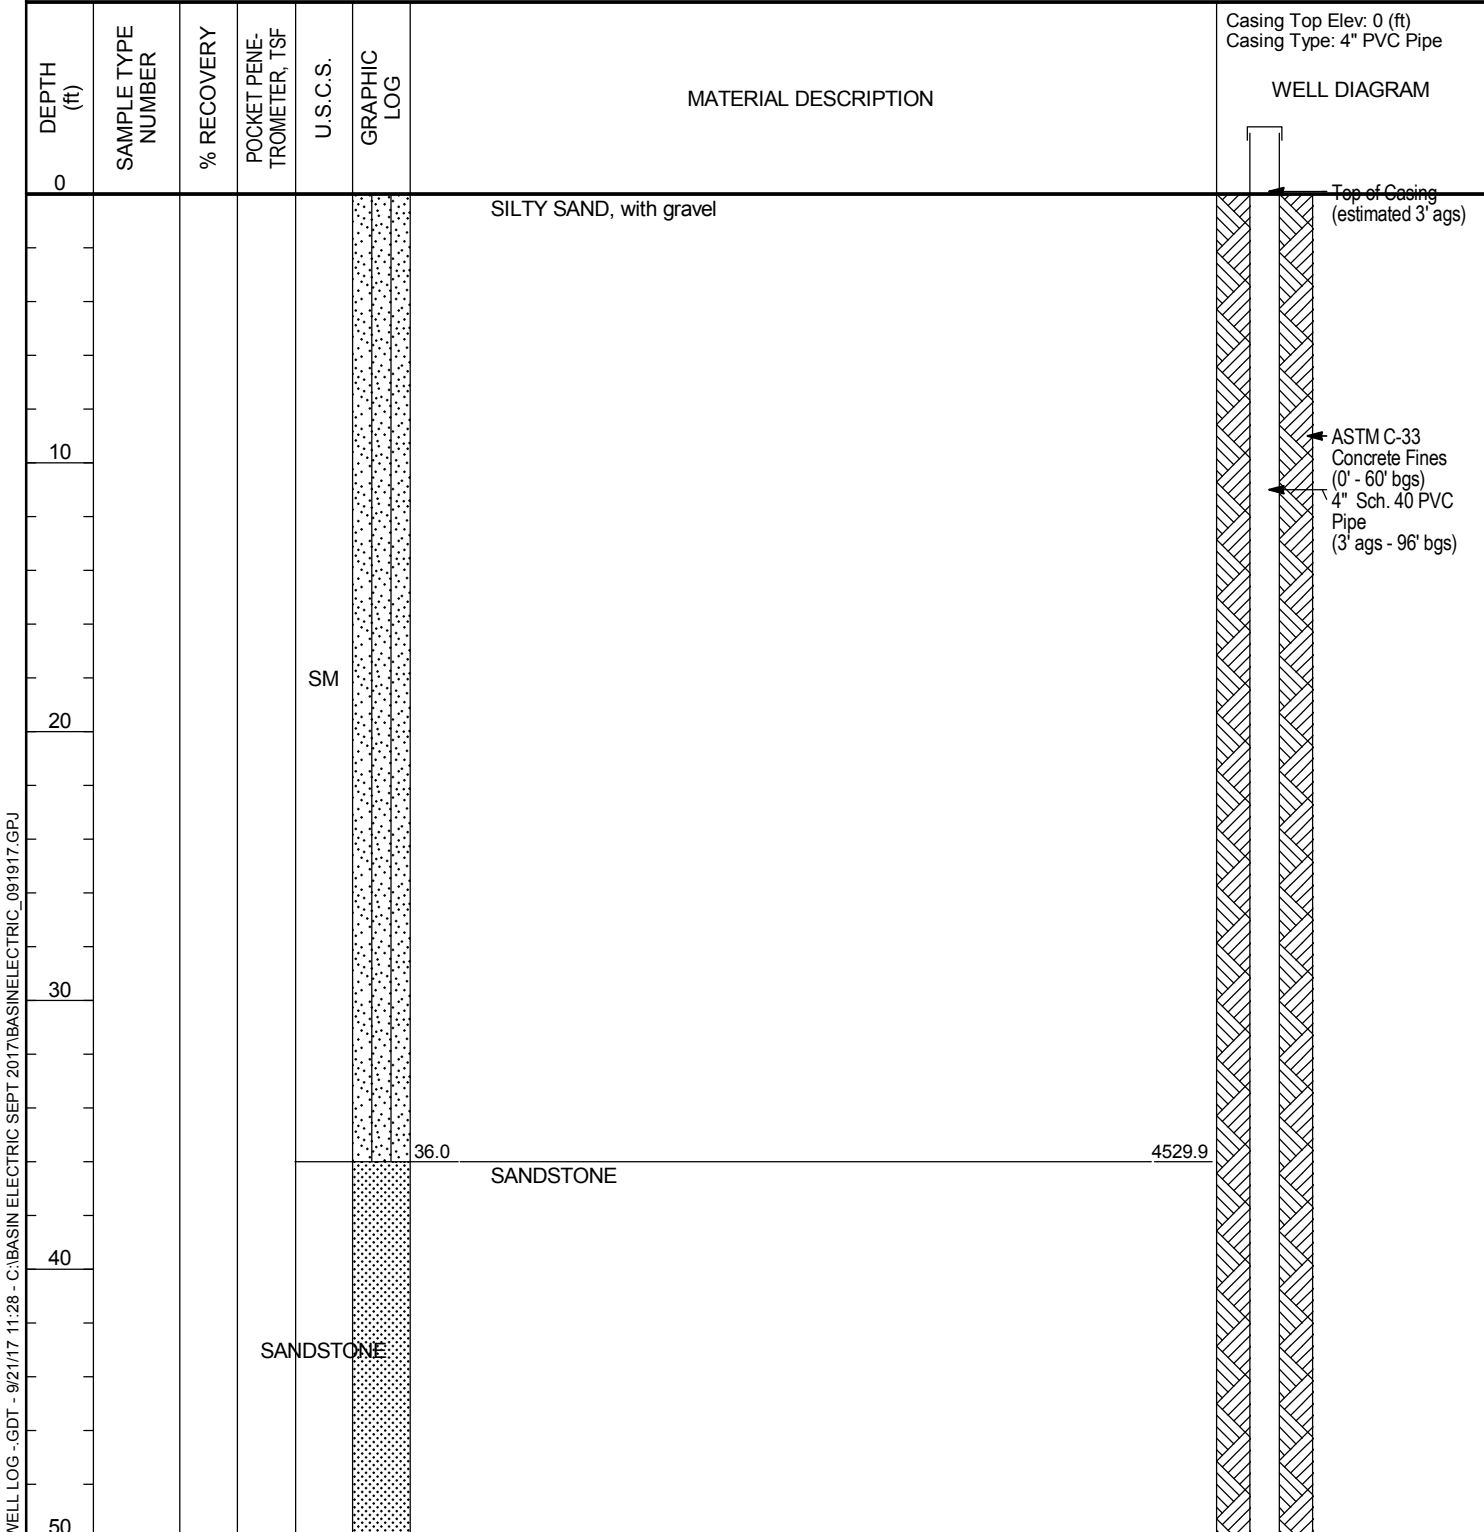 Casing Top Elev: 0 (ft)
Casing Type: 4" PVC Pipe
DEPTH
(ft)
SAMPLE TYPE
NUMBER
% RECOVERY
POCKET PENE-
TROMETER, TSF
U.S.C.S.
GRAPHIC
LOG
MATERIAL DESCRIPTION
WELL DIAGRAM
0
SILTY SAND, with gravel
Top of Casing
(estimated 3' ags)
10
ASTM C-33
Concrete Fines
(0' - 60' bgs)
4" Sch. 40 PVC
Pipe
(3' ags - 96' bgs)
SM
20
30
36.0
4529.9
SANDSTONE
40
SANDSTONE
50
WELL LOG -.GDT - 9/21/17 11:28 - C:\BASIN ELECTRIC SEPT 2017\BASINELECTRIC_091917.GPJ